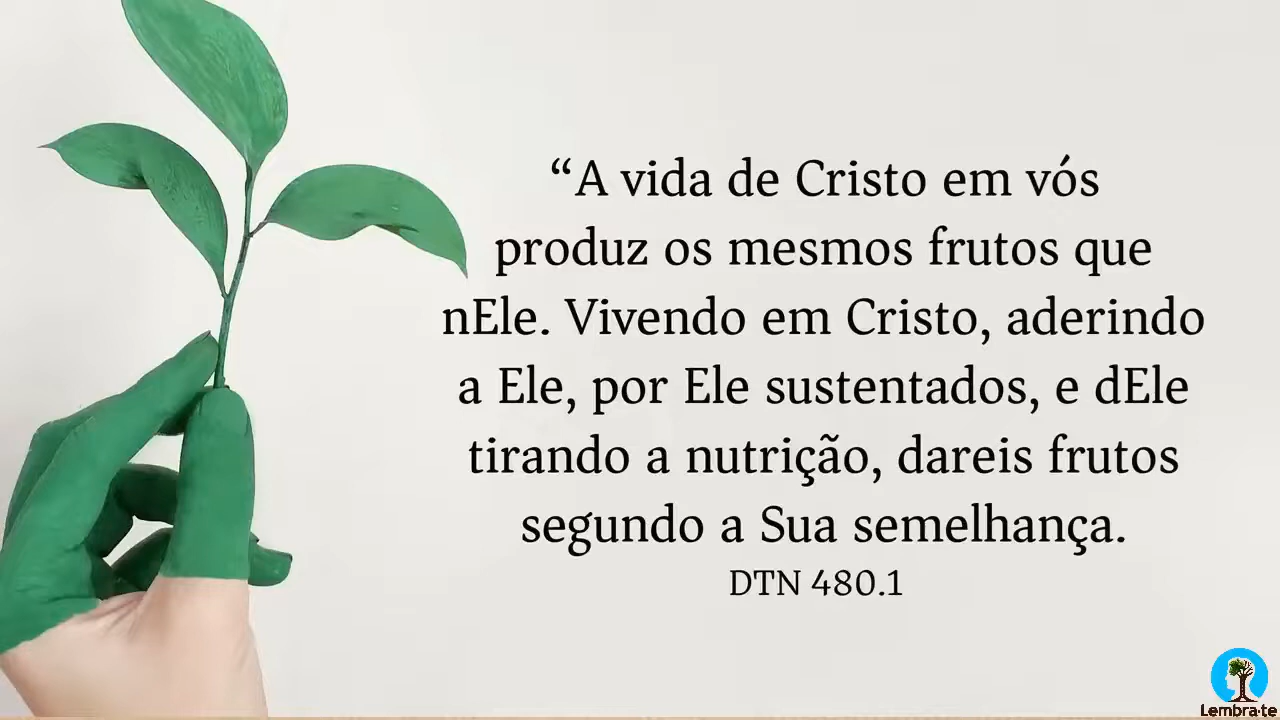 “A vida de Cristo em vós
produz os mesmos frutos que
nEle. Vivendo em Cristo, aderindo
a Ele, por Ele sustentados, e dEle
tirando a nutrição, dareis frutos
segundo a Sua semelhança.
DTN 480.1
Lembra-te